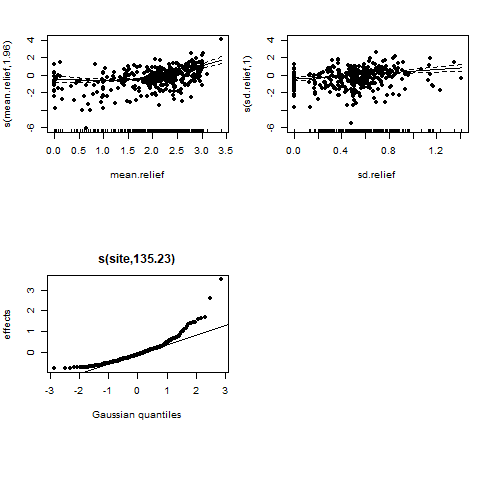 4
2
0
-2
-6
s(mean.relief,1.96)
0.0 0.5 1.0 1.5 2.0 2.5 3.0 3.5
mean.relief
4
2
0
-2
-6
s(sd.relief,1)
0.0 0.4 0.8 1.2
sd.relief
s(site,135.23)
3
2
1
0
effects
-3 -2 -1 0 1 2 3
Gaussian quantiles